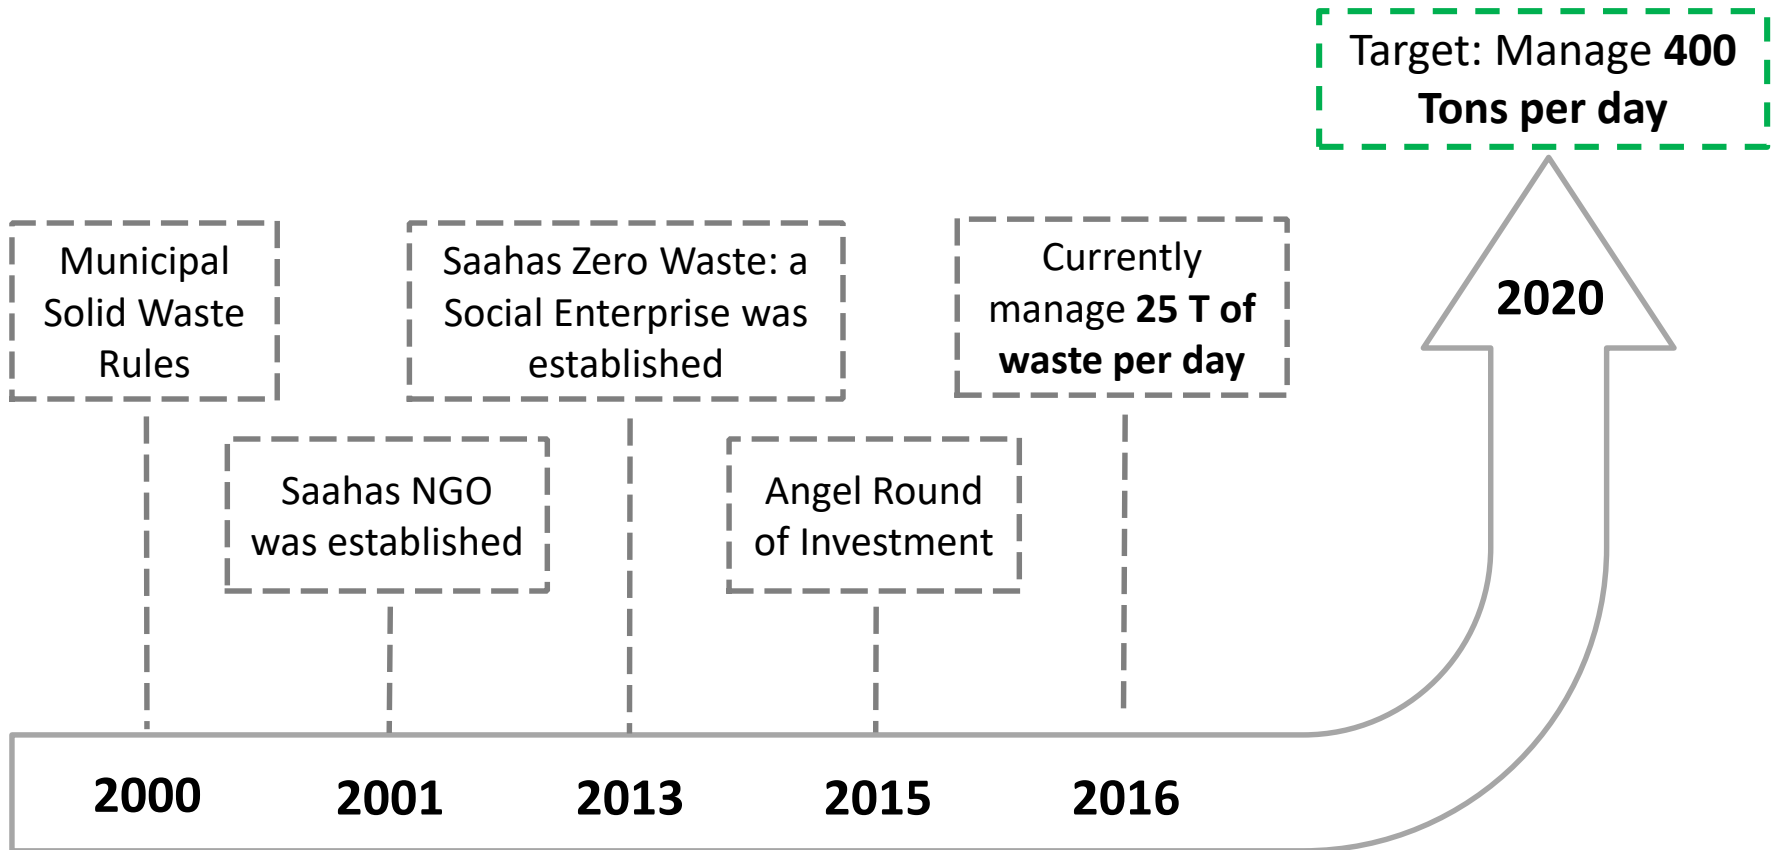 Target: Manage 400
Tons per day
Municipal
Solid Waste
Rules
Saahas Zero Waste: a
Social Enterprise was
established
Currently
manage 25 T of
waste per day
2020
Saahas NGO
was established
Angel Round
of Investment
2000
2001
2013
2015
2016